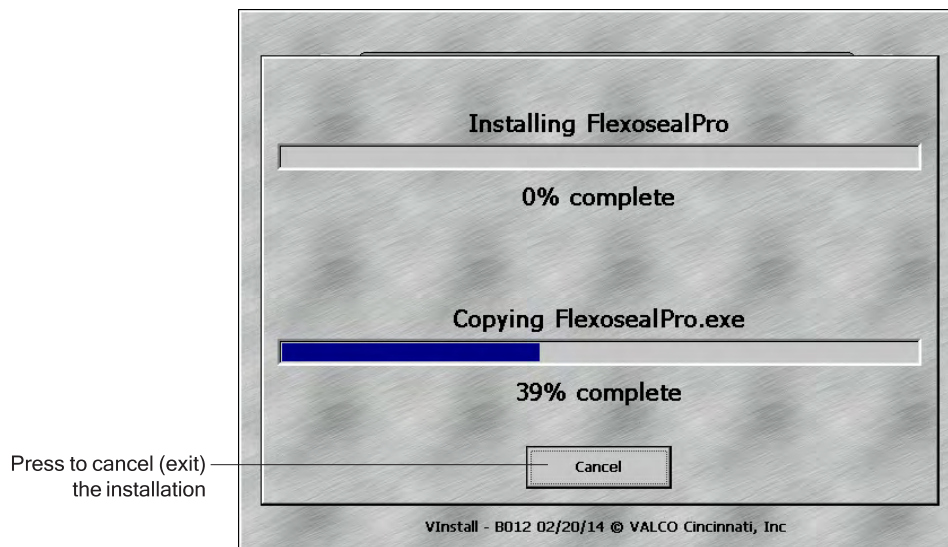 Installing FlexosealPro
0% complete
Copying FlexosealPro.exe
39% complete
Press to cancel (exit)
the installation
Cancel
VInstall - B012 02/20/14 © VALCO Cincinnati, Inc